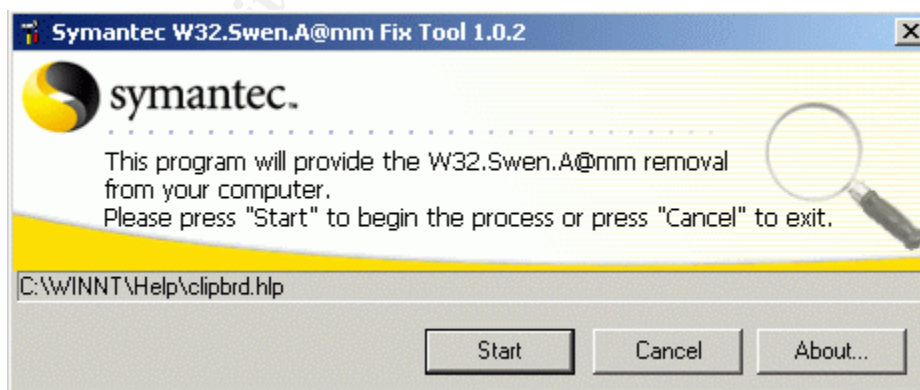 Symantec W32.Swen.A@mm Fix Tool 1.0.2
symantec.
This program will provide the W32.Swen.A@mm removal
from your computer.
Please press "Start" to begin the process or press "Cancel" to exit.
C:\WINNT\Help\clipbrd.hlp
Start
Cancel
About...